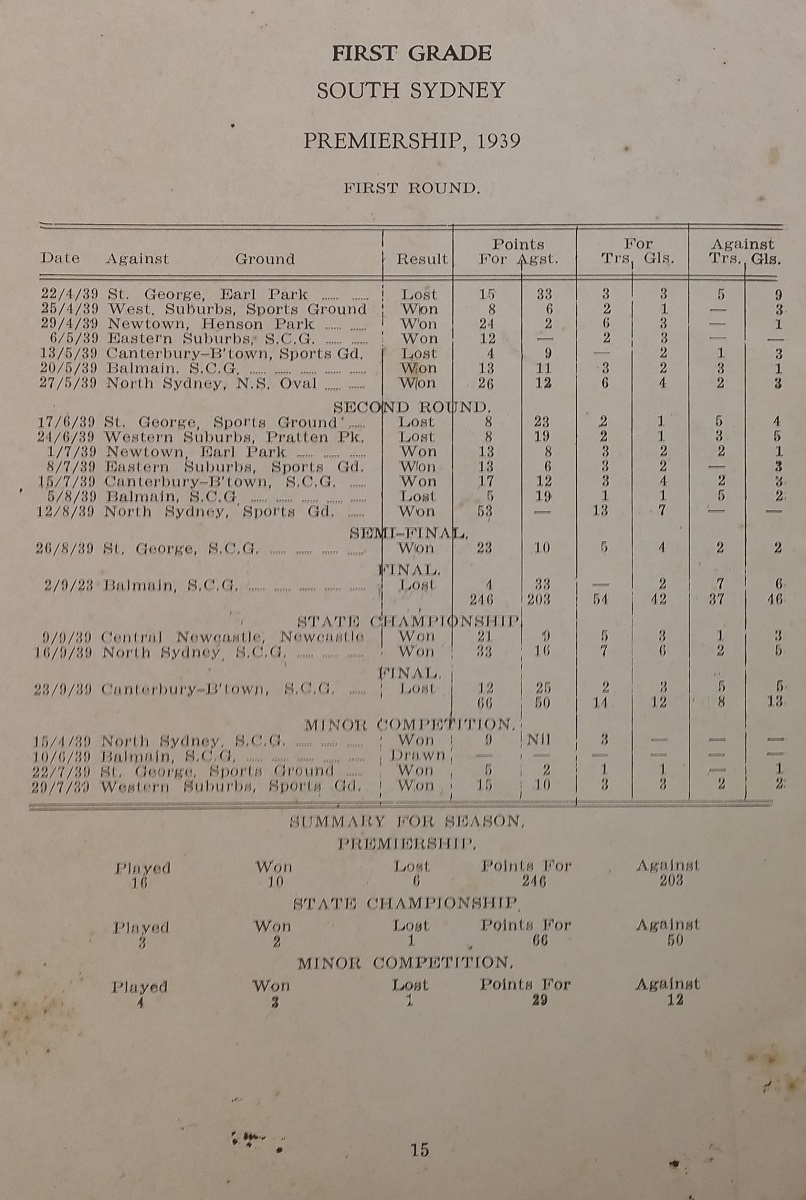 FIRST GRADE
SOUTH SYDNEY
PREMIERSHIP, 1939
FIRST ROUND.
Points For Against
Date Against Ground Result For Agst. Trs. Gls. Trs. Gls.
22/4/39 St. George, Earl Park ...... ...... Lost 15 33 3 3 5 9
25/4/39 West. Suburbs, Sports Ground Won 8 6 2 1 — 3
29/4/39 Newtown, Henson Park ...... ...... Won 24 2 6 3 — 1
6/5/39 Eastern Suburbs, S.C.G. ...... ...... Won 12 — 2 3 — —
13/5/39 Canterbury-B'town, Sports Gd. Lost 4 9 — 2 1 3
20/5/39 Balmain, S.C.G. ...... ...... ...... ...... ...... Won 13 11 3 2 3 1
27/5/39 North Sydney, N.S. Oval ...... ...... Won 26 12 6 4 2 3
SECOND ROUND.
17/6/39 St. George, Sports Ground ...... Lost 8 23 2 1 5 4
24/6/39 Western Suburbs, Pratten Pk. Lost 8 19 2 1 3 5
1/7/39 Newtown, Earl Park ...... ...... ...... Won 13 8 3 2 2 1
8/7/39 Eastern Suburbs, Sports Gd. Won 13 6 3 2 — 3
15/7/39 Canterbury-B'town, S.C.G. ...... Won 17 12 3 4 2 3
5/8/39 Balmain, S.C.G. ...... ...... ...... ...... ...... Lost 5 19 1 1 5 2
12/8/39 North Sydney, Sports Gd. ...... Won 53 — 13 7 — —
SEMI-FINAL.
26/8/39 St. George, S.C.G. ...... ...... ...... ...... Won 23 10 5 4 2 2
FINAL.
2/9/23 Balmain, S.C.G. ...... ...... ...... ...... ...... Lost 4 33 — 2 7 6
246 203 54 42 37 46
STATE CHAMPIONSHIP
9/9/39 Central Newcastle, Newcastle Won 21 9 5 3 1 3
16/9/39 North Sydney, S.C.G. ...... ...... ...... Won 33 16 7 6 2 5
FINAL.
23/9/39 Canterbury-B'town, S.C.G. ...... Lost 12 25 2 3 5 5
66 50 14 12 8 13
MINOR COMPETITION.
15/4/39 North Sydney, S.C.G. ...... ...... ...... Won 9 Nil 3 — — —
10/6/39 Balmain, S.C.G. ...... ...... ...... ...... ...... Drawn — — — — — —
22/7/39 St. George, Sports Ground ...... Won 5 2 1 1 — 1
29/7/39 Western Suburbs, Sports Gd. Won 15 10 3 3 2 2
SUMMARY FOR SEASON.
PREMIERSHIP.
Played Won Lost Points For Against
16 10 6 246 203
STATE CHAMPIONSHIP.
Played Won Lost Points For Against
3 2 1 66 50
MINOR COMPETITION.
Played Won Lost Points For Against
4 3 1 29 12
15